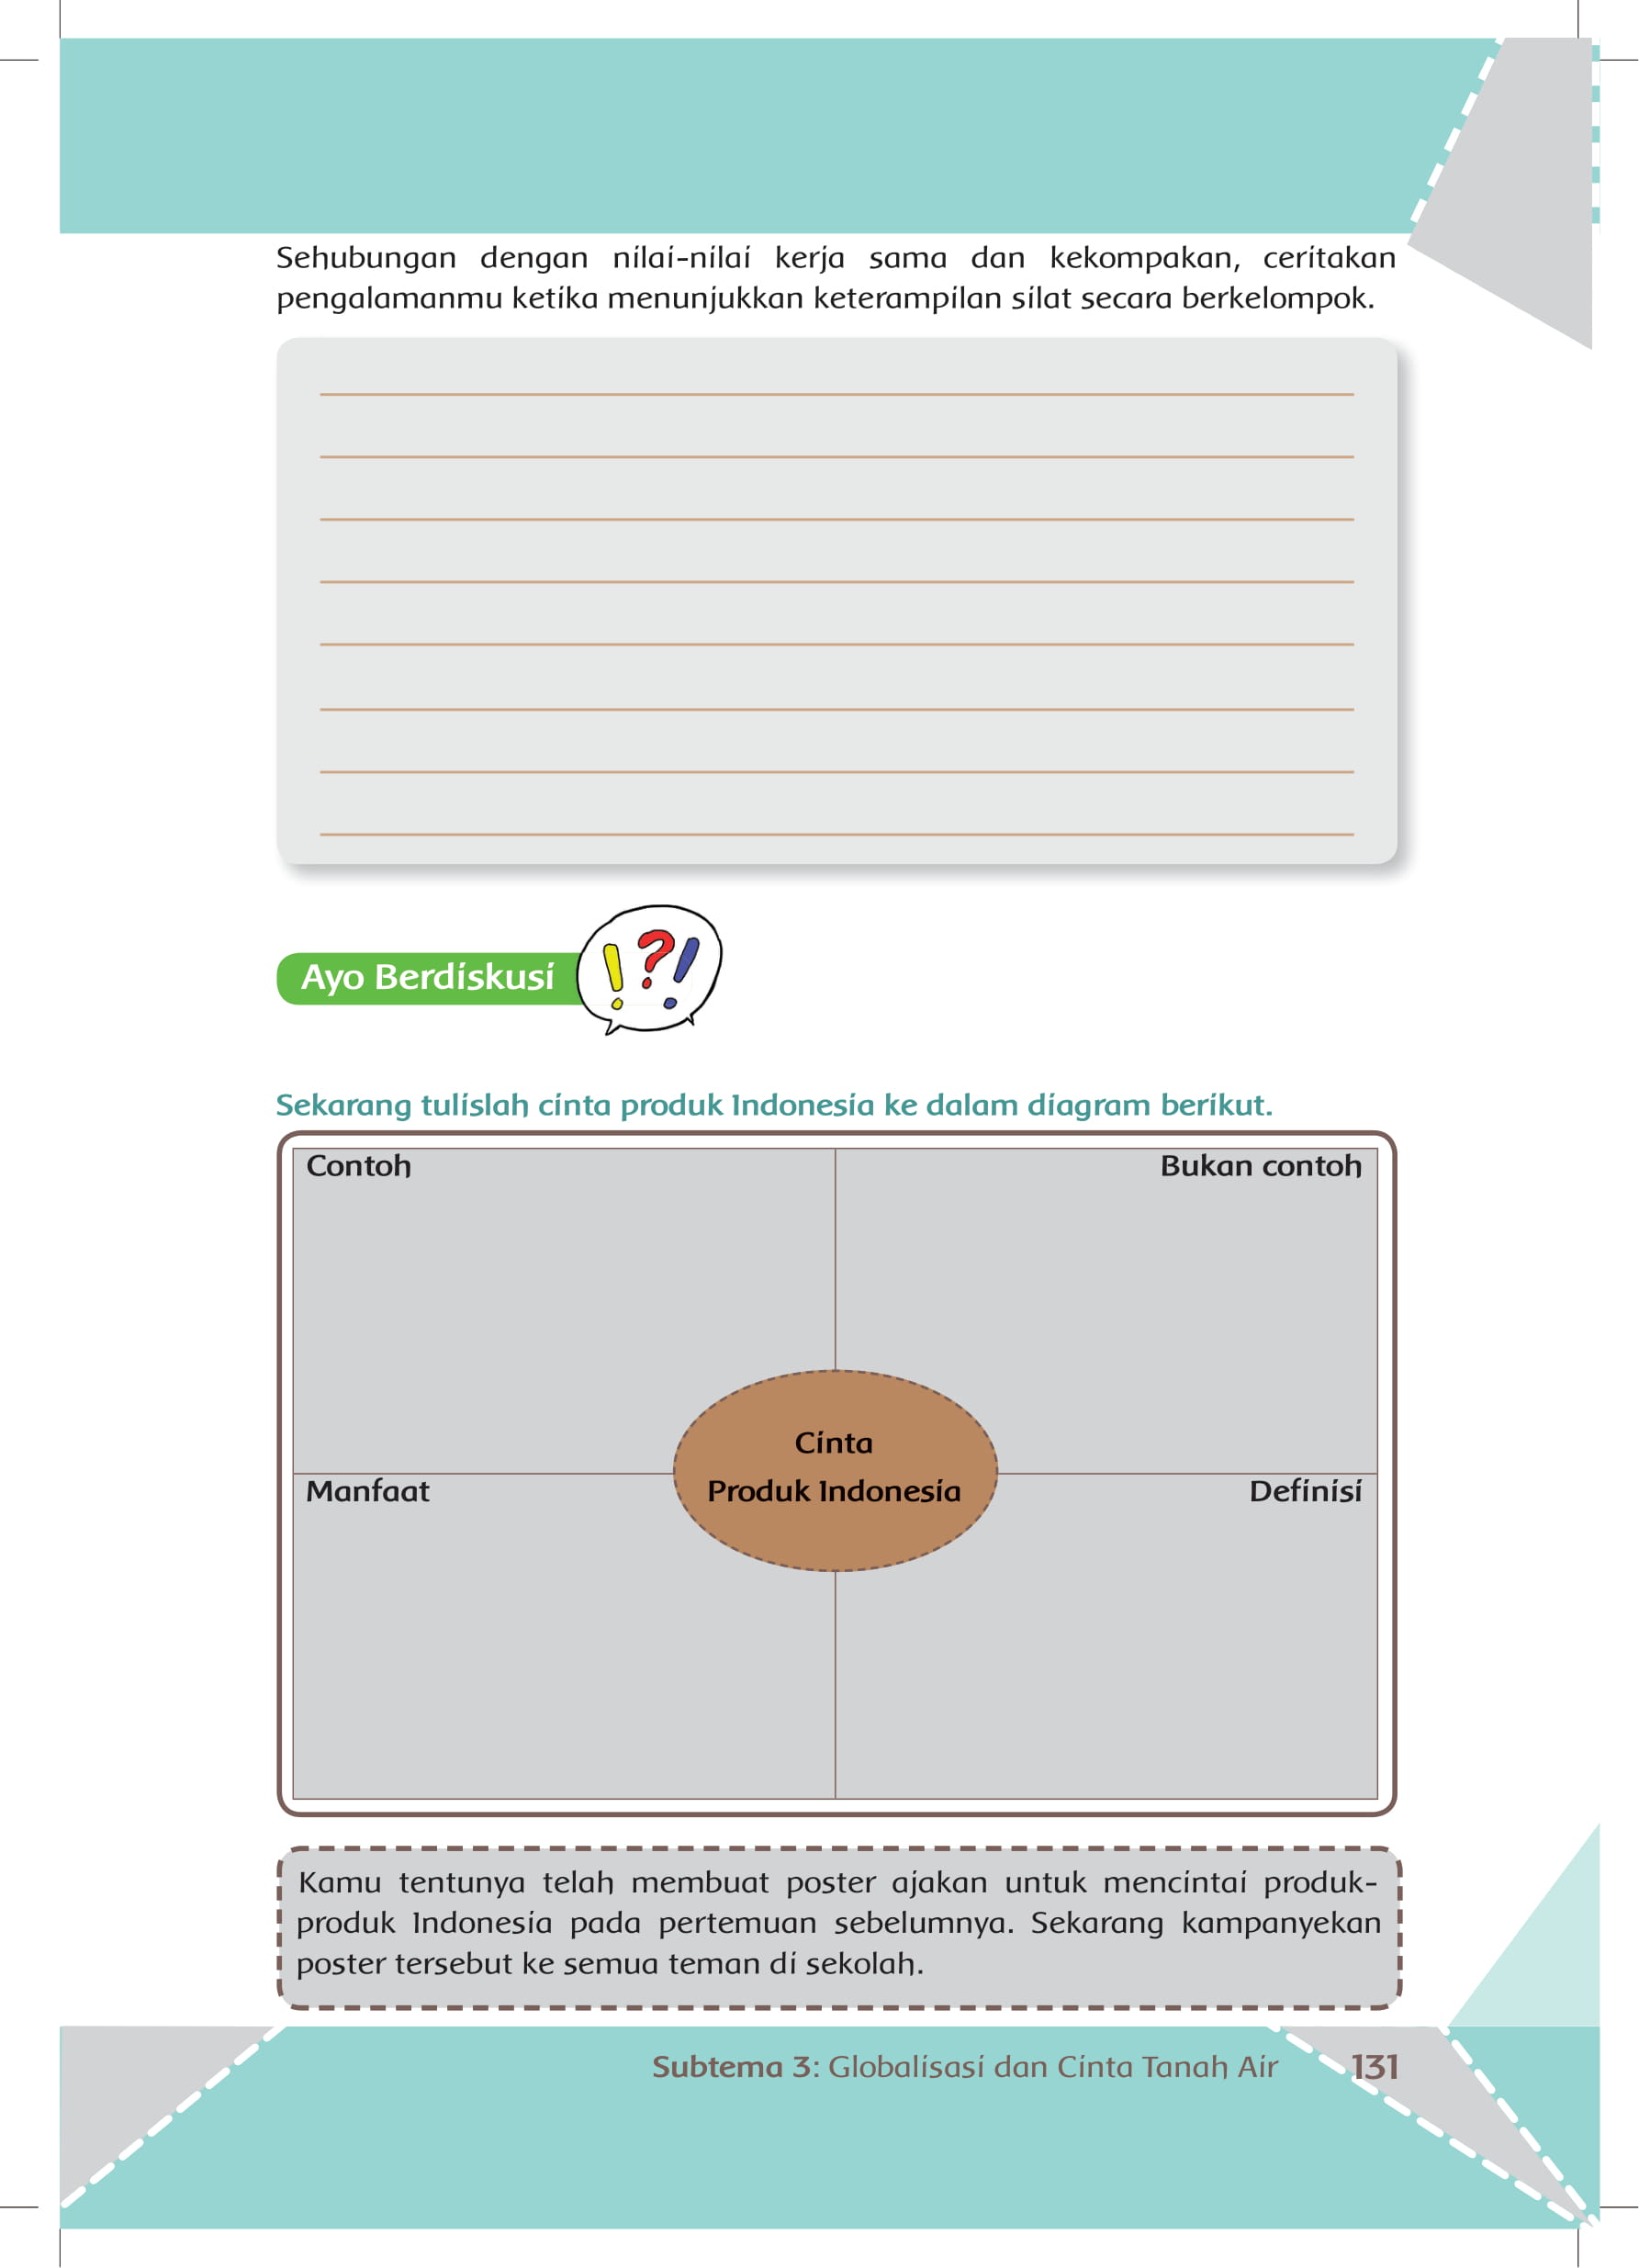 Sehubungan dengan nilai-nilai kerja sama dan kekompakan, ceritakan
pengalamanmu ketika menunjukkan keterampilan silat secara berkelompok.
Ayo Berdiskusi
!?!
Sekarang tulislah cinta produk Indonesia ke dalam diagram berikut.
Contoh
Bukan contoh
Cinta
Produk Indonesia
Manfaat
Definisi
Kamu tentunya telah membuat poster ajakan untuk mencintai produk-
produk Indonesia pada pertemuan sebelumnya. Sekarang kampanyekan
poster tersebut ke semua teman di sekolah.
Subtema 3: Globalisasi dan Cinta Tanah Air 131